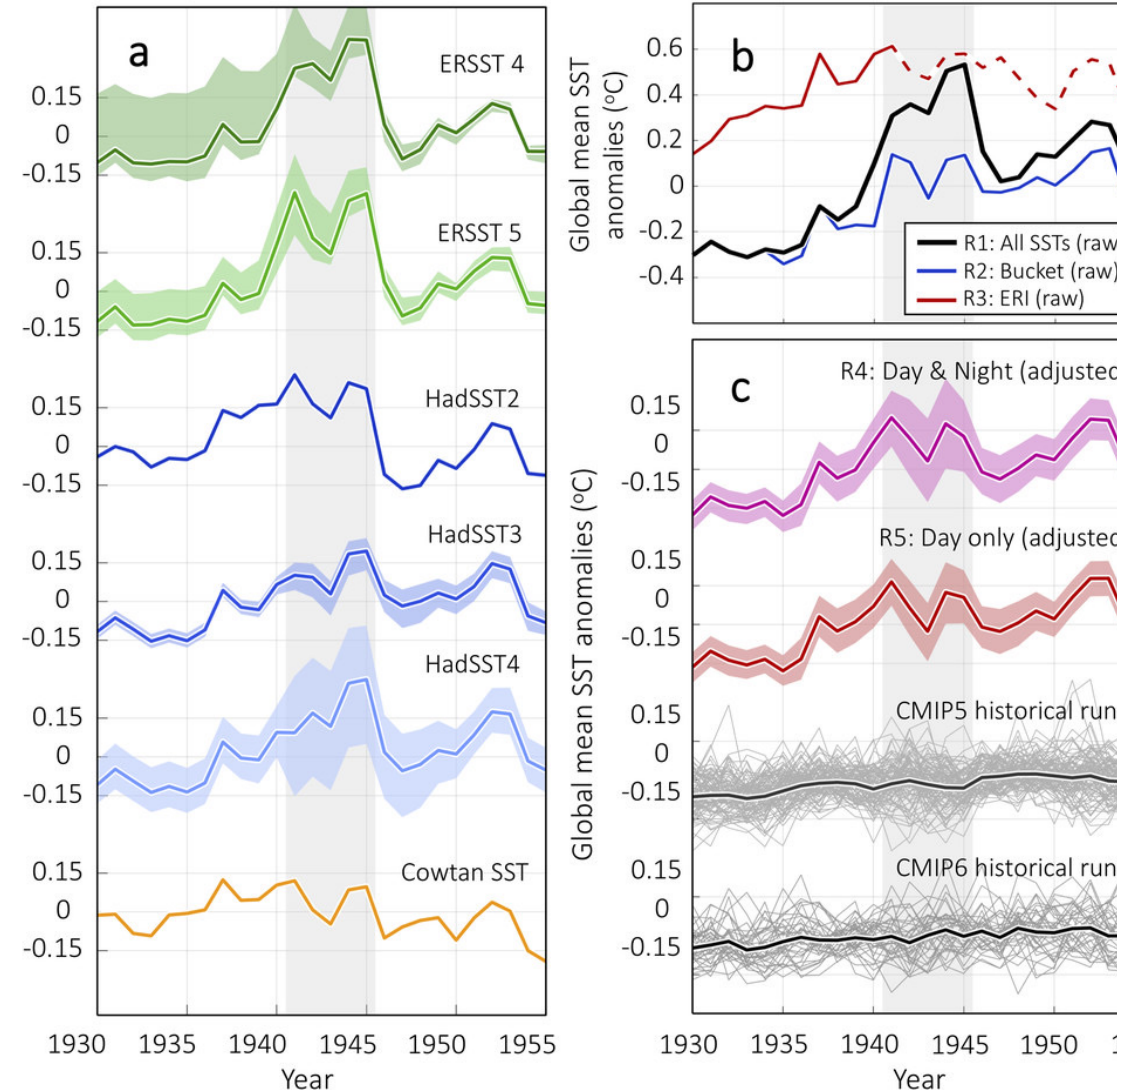 a
ERSST 4
0.15
0
-0.15
ERSST 5
0.15
0
-0.15
HadSST2
0.15
0
-0.15
HadSST3
0.15
0
-0.15
HadSST4
0.15
0
-0.15
Cowtan SST
0.15
0
-0.15
1930 1935 1940 1945 1950 1955
Year
b
Global mean SST
anomalies (°C)
0.6
0.4
0.2
0
-0.2
-0.4
R1: All SSTs (raw
R2: Bucket (raw)
R3: ERI (raw)
c
Global mean SST anomalies (°C)
R4: Day & Night (adjusted
0.15
0
-0.15
R5: Day only (adjusted
0.15
0
-0.15
CMIP5 historical run
0.15
0
-0.15
CMIP6 historical run
0.15
0
-0.15
1930 1935 1940 1945 1950 1
Year